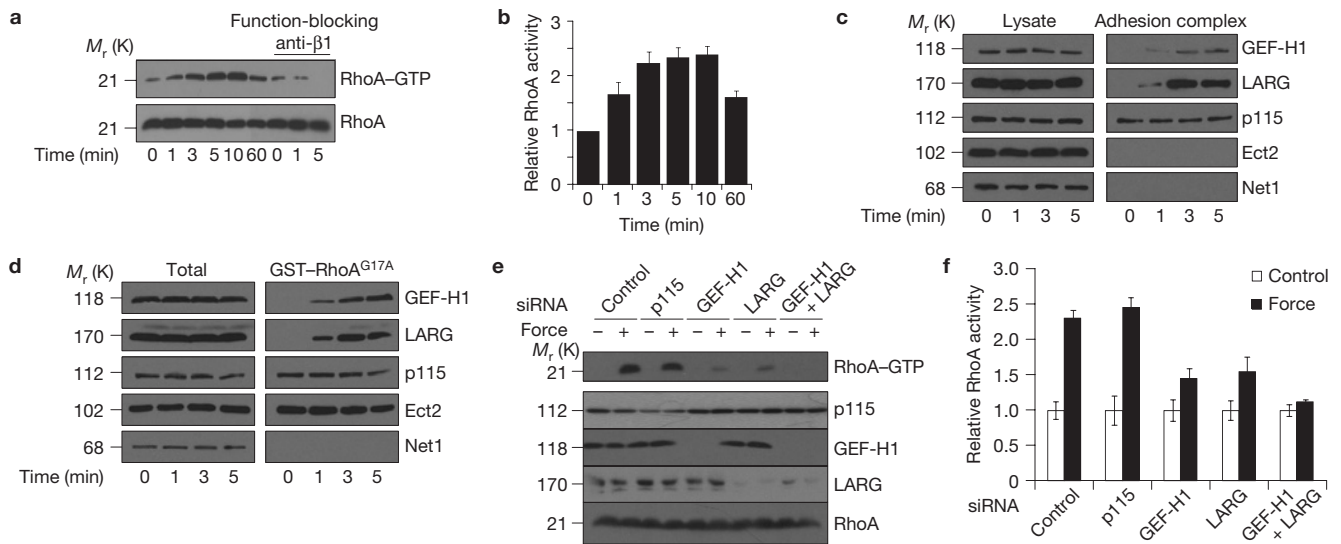 a
Function-blocking
anti-β1
Mr (K)
21
RhoA–GTP
21
RhoA
Time (min) 0 1 3 5 10 60 0 1 5
b
Relative RhoA activity
3
2
1
0
0 1 3 5 10 60
Time (min)
c
Mr (K) Lysate Adhesion complex
118 GEF-H1
170 LARG
112 p115
102 Ect2
68 Net1
Time (min) 0 1 3 5 0 1 3 5
d
Mr (K) Total GST–RhoAG17A
118 GEF-H1
170 LARG
112 p115
102 Ect2
68 Net1
Time (min) 0 1 3 5 0 1 3 5
e
siRNA Control p115 GEF-H1 LARG GEF-H1
+ LARG
Force – + – + – + – + – +
Mr (K)
21 RhoA–GTP
112 p115
118 GEF-H1
170 LARG
21 RhoA
f
Relative RhoA activity
3.0
2.5
2.0
1.5
1.0
0.5
0
Control
Force
siRNA Control p115 GEF-H1 LARG GEF-H1
+ LARG